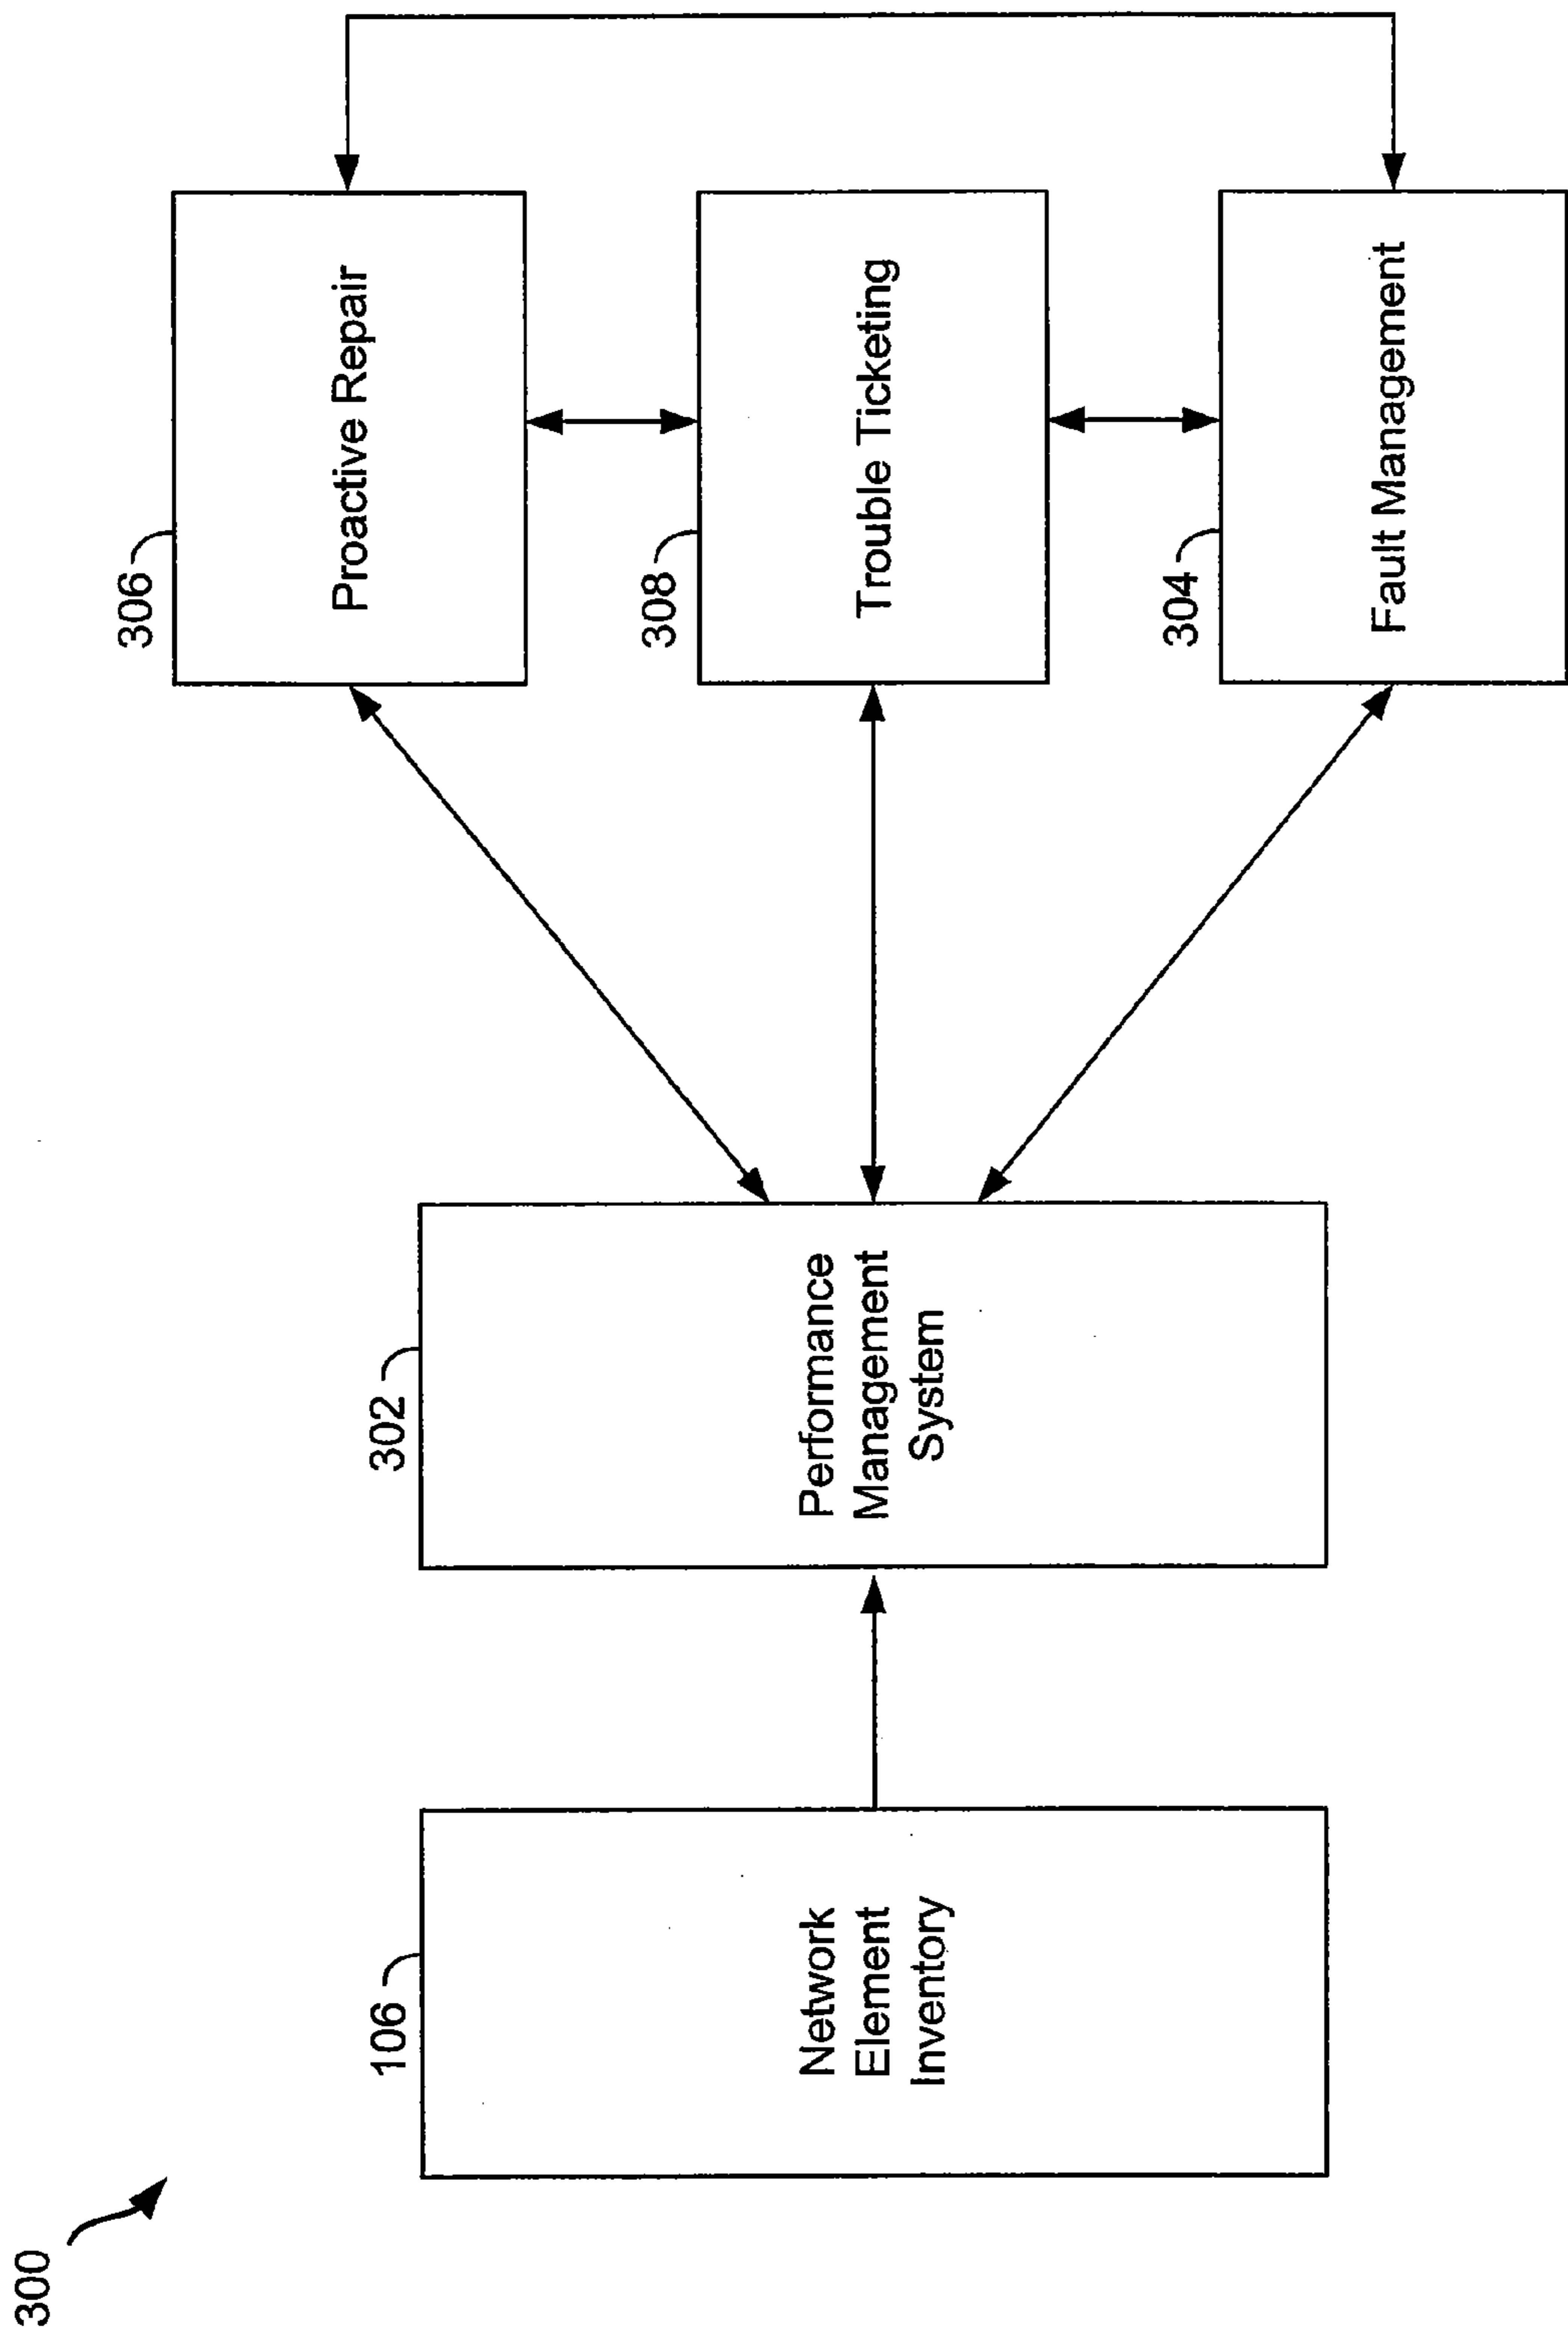 300
106
Network
Element
Inventory
302
Performance
Management
System
306
Proactive Repair
308
Trouble Ticketing
304
Fault Management